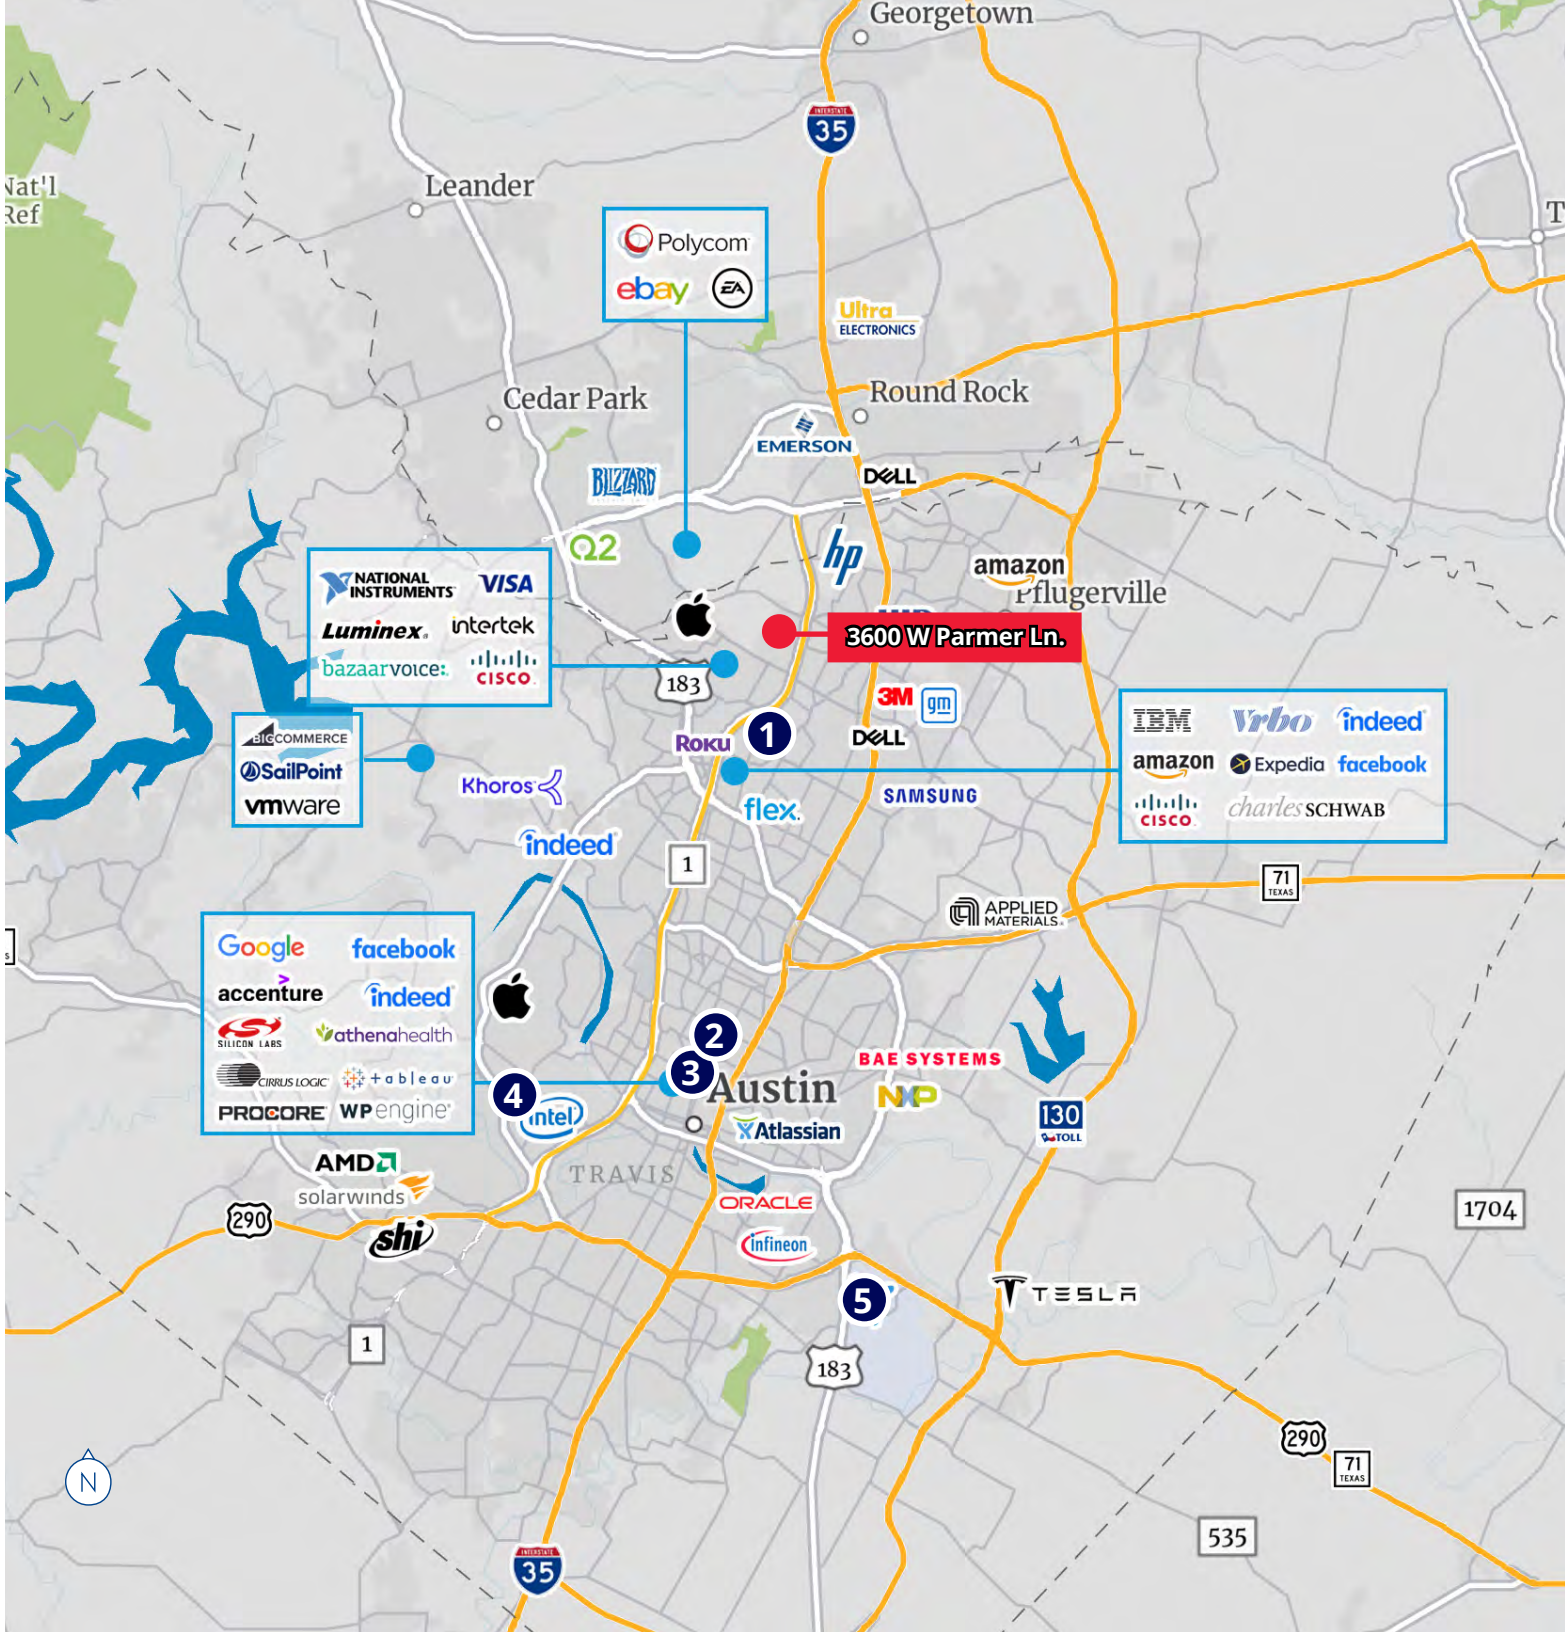 Georgetown
INTERSTATE
35
Nat'l
Ref
Leander
T
Polycom
ebay EA
Ultra
ELECTRONICS
Cedar Park
Round Rock
EMERSON
BLIZZARD
DELL
Q2
hp
amazon
Pflugerville
NATIONAL
INSTRUMENTS
VISA
Luminex
intertek
bazaarvoice:
CISCO
3600 W Parmer Ln.
183
3M gm
1
Roku
DELL
BIGCOMMERCE
SailPoint
vmware
IBM Vrbo indeed
amazon Expedia facebook
CISCO charles SCHWAB
Khoros
flex.
SAMSUNG
indeed
1
71
TEXAS
APPLIED
MATERIALS
Google facebook
accenture indeed
SILICON LABS athenahealth
CIRRUS LOGIC +ableau
PROCORE WP engine
2
3
4
Austin
BAE SYSTEMS
NXP
intel
Atlassian
130
TOLL
AMD
TRAVIS
solarwinds
ORACLE
290
shi
infineon
1704
5
TESLA
1
183
290
71
TEXAS
N
535
INTERSTATE
35